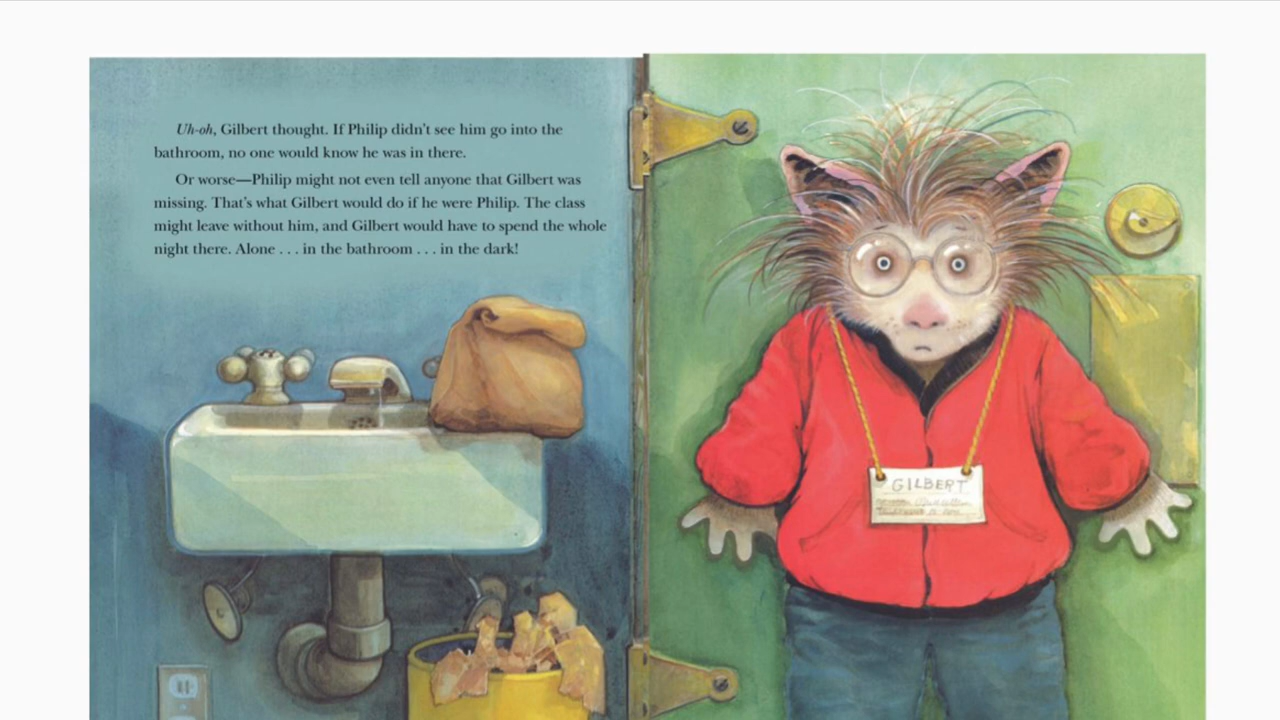 Uh-oh, Gilbert thought. If Philip didn't see him go into the
bathroom, no one would know he was in there.
Or worse—Philip might not even tell anyone that Gilbert was
missing. That's what Gilbert would do if he were Philip. The class
might leave without him, and Gilbert would have to spend the whole
night there. Alone . . . in the bathroom . . . in the dark!
GILBERT